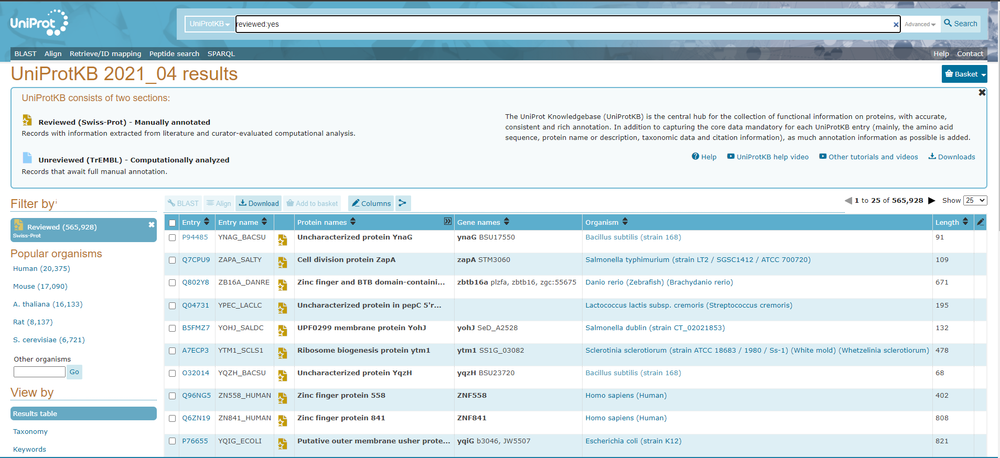 UniProt
UniProtKB
reviewed:yes
Advanced
Search
BLAST Align Retrieve/ID mapping Peptide search SPARQL
Help Contact
UniProtKB 2021_04 results
Basket
UniProtKB consists of two sections:
Reviewed (Swiss-Prot) - Manually annotated
Records with information extracted from literature and curator-evaluated computational analysis.
Unreviewed (TrEMBL) - Computationally analyzed
Records that await full manual annotation.
The UniProt Knowledgebase (UniProtKB) is the central hub for the collection of functional information on proteins, with accurate,
consistent and rich annotation. In addition to capturing the core data mandatory for each UniProtKB entry (mainly, the amino acid
sequence, protein name or description, taxonomic data and citation information), as much annotation information as possible is added.
Help UniProtKB help video Other tutorials and videos Downloads
Filter by i
Reviewed (565,928)
Swiss-Prot
Popular organisms
Human (20,375)
Mouse (17,090)
A. thaliana (16,133)
Rat (8,137)
S. cerevisiae (6,721)
Other organisms
Go
View by
Results table
Taxonomy
Keywords
BLAST Align Download Add to basket Columns
1 to 25 of 565,928 Show 25
Entry Entry name Protein names Gene names Organism Length
P94485 YNAG_BACSU Uncharacterized protein YnaG ynaG BSU17550 Bacillus subtilis (strain 168) 91
Q7CPU9 ZAPA_SALTY Cell division protein ZapA zapA STM3060 Salmonella typhimurium (strain LT2 / SGSC1412 / ATCC 700720) 109
Q802Y8 ZB16A_DANRE Zinc finger and BTB domain-containi... zbtb16a plzfa, zbtb16, zgc:55675 Danio rerio (Zebrafish) (Brachydanio rerio) 671
Q04731 YPEC_LACLC Uncharacterized protein in pepC 5'r... Lactococcus lactis subsp. cremoris (Streptococcus cremoris) 195
B5FMZ7 YOHJ_SALDC UPF0299 membrane protein YohJ yohJ SeD_A2528 Salmonella dublin (strain CT_02021853) 132
A7ECP3 YTM1_SCLS1 Ribosome biogenesis protein ytm1 ytm1 SS1G_03082 Sclerotinia sclerotiorum (strain ATCC 18683 / 1980 / Ss-1) (White mold) (Whetzelinia sclerotiorum) 478
O32014 YQZH_BACSU Uncharacterized protein YqzH yqzH BSU23720 Bacillus subtilis (strain 168) 68
Q96NG5 ZN558_HUMAN Zinc finger protein 558 ZNF558 Homo sapiens (Human) 402
Q6ZN19 ZN841_HUMAN Zinc finger protein 841 ZNF841 Homo sapiens (Human) 808
P76655 YQIG_ECOLI Putative outer membrane usher prote... yqiG b3046, JW5507 Escherichia coli (strain K12) 821